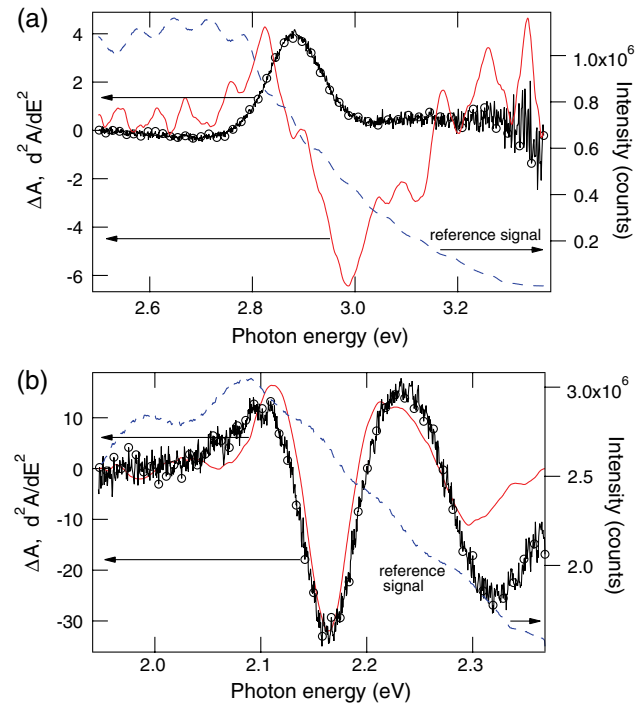 (a)
4
2
0
-2
-4
-6
ΔA, d²A/dE²
1.0x10⁶
0.8
0.6
0.4
0.2
Intensity (counts)
reference signal
2.6
2.8
3.0
3.2
Photon energy (ev)
(b)
10
0
-10
-20
-30
ΔA, d²A/dE²
3.0x10⁶
2.5
2.0
Intensity (counts)
reference
signal
2.0
2.1
2.2
2.3
Photon energy (eV)